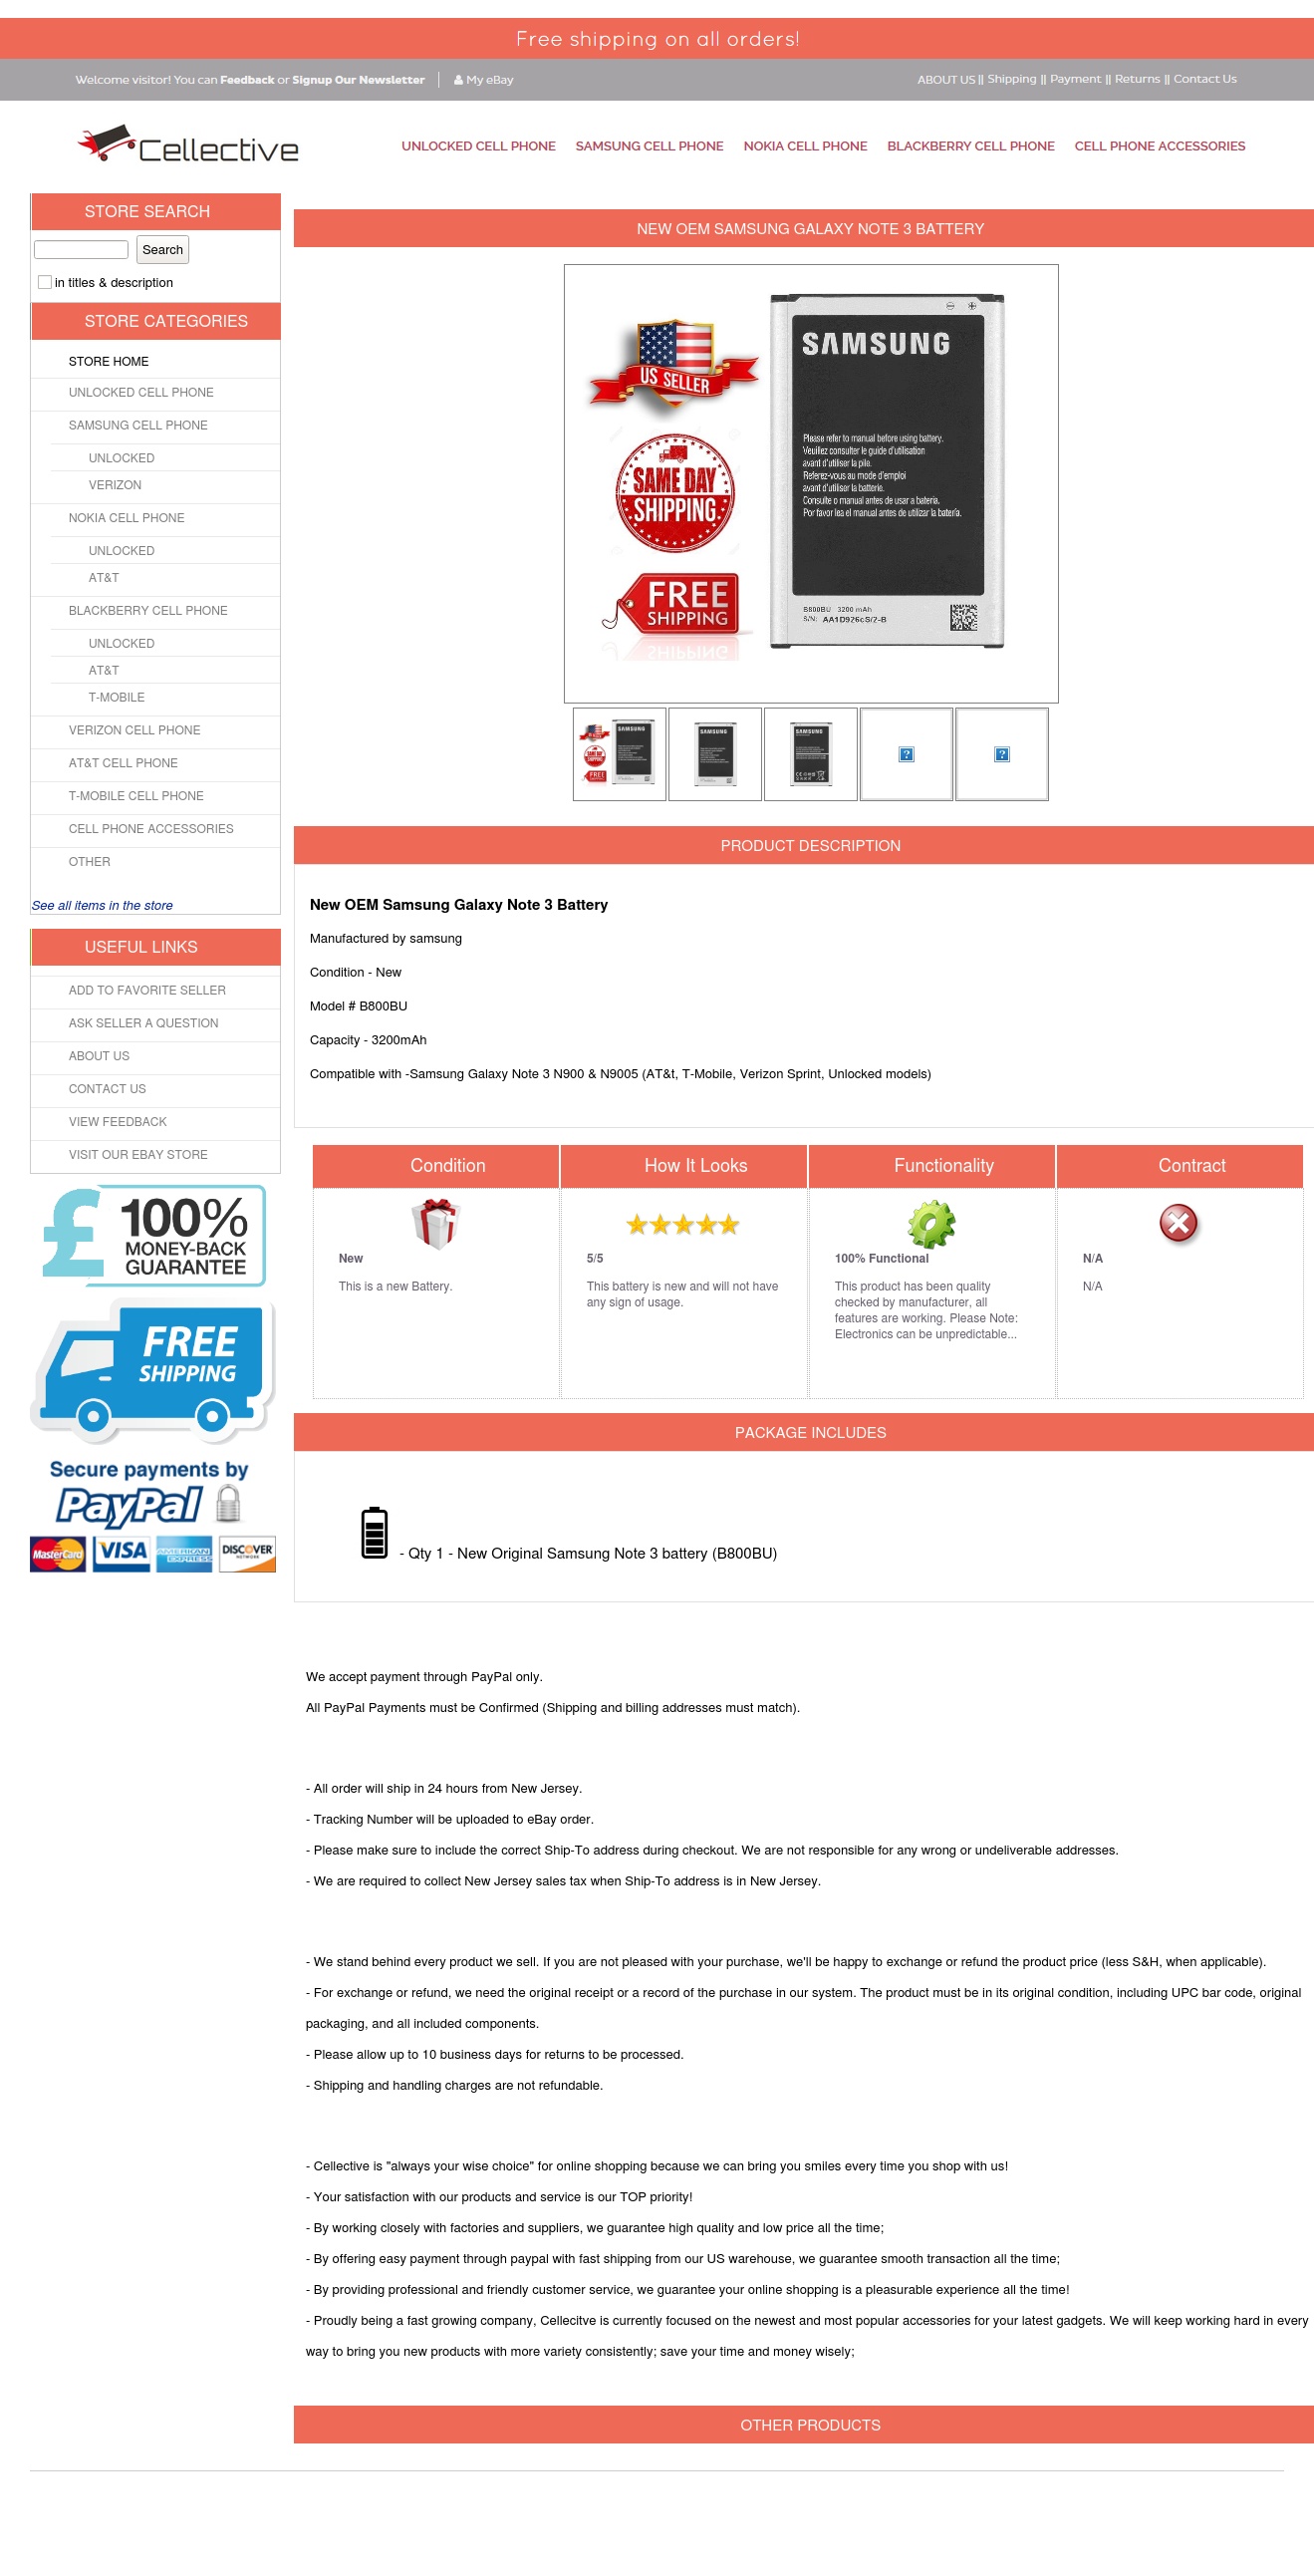 Free shipping on all orders!
Welcome visitor! You can Feedback or Signup Our Newsletter My eBay
ABOUT US || Shipping || Payment || Returns || Contact Us
Cellective
UNLOCKED CELL PHONE SAMSUNG CELL PHONE NOKIA CELL PHONE BLACKBERRY CELL PHONE CELL PHONE ACCESSORIES
STORE SEARCH
Search
in titles & description
STORE CATEGORIES
STORE HOME
UNLOCKED CELL PHONE
SAMSUNG CELL PHONE
UNLOCKED
VERIZON
NOKIA CELL PHONE
UNLOCKED
AT&T
BLACKBERRY CELL PHONE
UNLOCKED
AT&T
T-MOBILE
VERIZON CELL PHONE
AT&T CELL PHONE
T-MOBILE CELL PHONE
CELL PHONE ACCESSORIES
OTHER
See all items in the store
USEFUL LINKS
ADD TO FAVORITE SELLER
ASK SELLER A QUESTION
ABOUT US
CONTACT US
VIEW FEEDBACK
VISIT OUR EBAY STORE
£ 100%
MONEY-BACK
GUARANTEE
FREE
SHIPPING
Secure payments by
PayPal
MasterCard VISA AMERICAN EXPRESS DISCOVER NETWORK
NEW OEM SAMSUNG GALAXY NOTE 3 BATTERY
US SELLER
SAME DAY
SHIPPING
FREE
SHIPPING
SAMSUNG
Please refer to manual before using battery.
Veuillez consulter le guide d'utilisation
avant d'utiliser la pile.
Referez-vous au mode d'emploi
avant d'utiliser la batterie.
Consulte o manual antes de usar a bateria.
Por favor lea el manual antes de utilizar la batería.
B800BU 3200 mAh
S/N: AA1D926cS/2-B
SAMSUNG
SAMSUNG
SAMSUNG
PRODUCT DESCRIPTION
New OEM Samsung Galaxy Note 3 Battery
Manufactured by samsung
Condition - New
Model # B800BU
Capacity - 3200mAh
Compatible with -Samsung Galaxy Note 3 N900 & N9005 (AT&t, T-Mobile, Verizon Sprint, Unlocked models)
Condition
New
This is a new Battery.
How It Looks
5/5
This battery is new and will not have
any sign of usage.
Functionality
100% Functional
This product has been quality
checked by manufacturer, all
features are working. Please Note:
Electronics can be unpredictable...
Contract
N/A
N/A
PACKAGE INCLUDES
- Qty 1 - New Original Samsung Note 3 battery (B800BU)
We accept payment through PayPal only.
All PayPal Payments must be Confirmed (Shipping and billing addresses must match).
- All order will ship in 24 hours from New Jersey.
- Tracking Number will be uploaded to eBay order.
- Please make sure to include the correct Ship-To address during checkout. We are not responsible for any wrong or undeliverable addresses.
- We are required to collect New Jersey sales tax when Ship-To address is in New Jersey.
- We stand behind every product we sell. If you are not pleased with your purchase, we'll be happy to exchange or refund the product price (less S&H, when applicable).
- For exchange or refund, we need the original receipt or a record of the purchase in our system. The product must be in its original condition, including UPC bar code, original
packaging, and all included components.
- Please allow up to 10 business days for returns to be processed.
- Shipping and handling charges are not refundable.
- Cellective is "always your wise choice" for online shopping because we can bring you smiles every time you shop with us!
- Your satisfaction with our products and service is our TOP priority!
- By working closely with factories and suppliers, we guarantee high quality and low price all the time;
- By offering easy payment through paypal with fast shipping from our US warehouse, we guarantee smooth transaction all the time;
- By providing professional and friendly customer service, we guarantee your online shopping is a pleasurable experience all the time!
- Proudly being a fast growing company, Cellecitve is currently focused on the newest and most popular accessories for your latest gadgets. We will keep working hard in every
way to bring you new products with more variety consistently; save your time and money wisely;
OTHER PRODUCTS